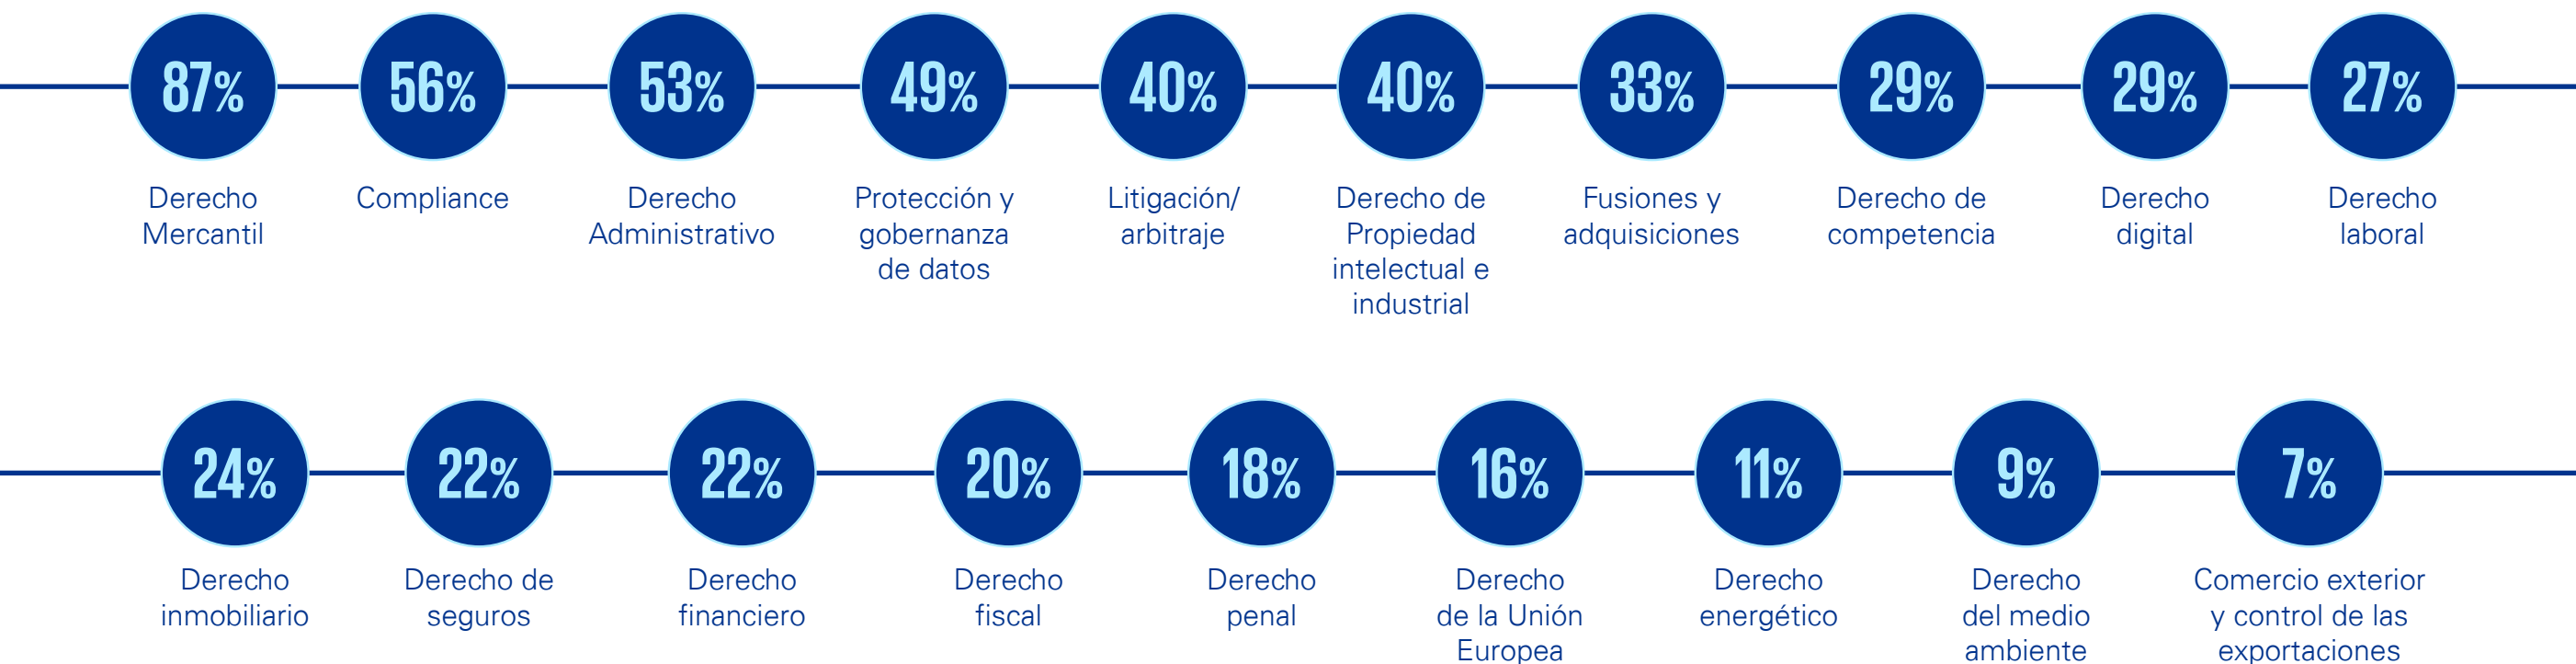 87%
56%
53%
49%
40%
40%
33%
29%
29%
27%
Derecho
Mercantil
Compliance
Derecho
Administrativo
Protección y
gobernanza
de datos
Litigación/
arbitraje
Derecho de
Propiedad
intelectual e
industrial
Fusiones y
adquisiciones
Derecho de
competencia
Derecho
digital
Derecho
laboral
24%
22%
22%
20%
18%
16%
11%
9%
7%
Derecho
inmobiliario
Derecho de
seguros
Derecho
financiero
Derecho
fiscal
Derecho
penal
Derecho
de la Unión
Europea
Derecho
energético
Derecho
del medio
ambiente
Comercio exterior
y control de las
exportaciones